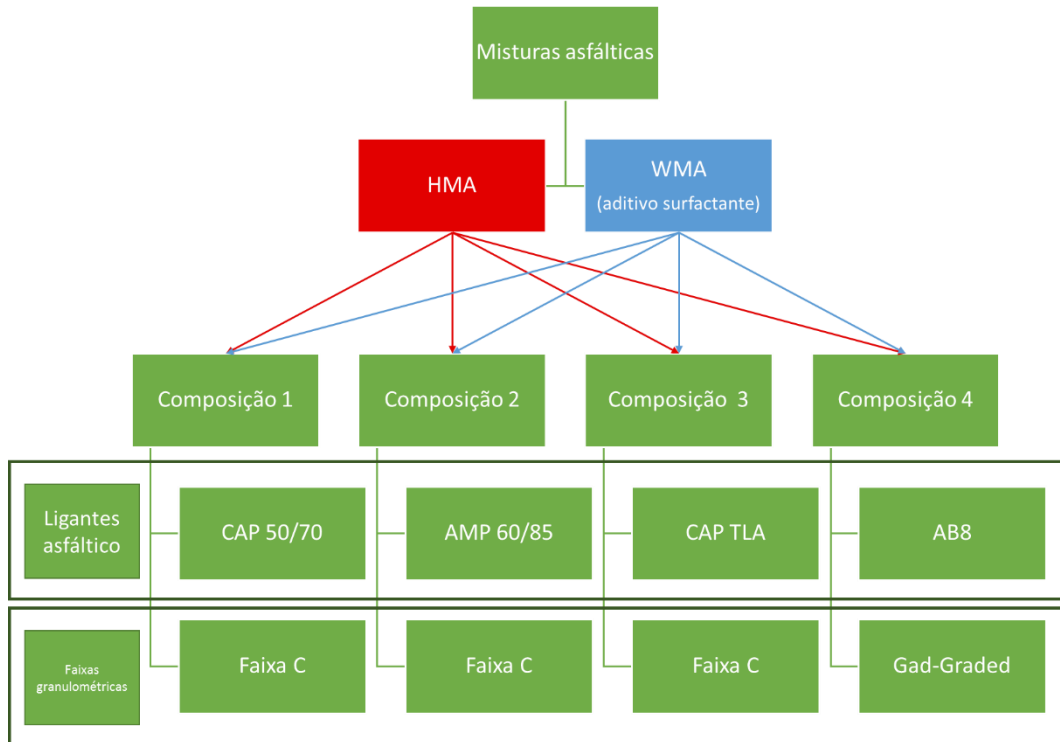 Misturas asfálticas
HMA
WMA
(aditivo surfactante)
Composição 1
Composição 2
Composição 3
Composição 4
Ligantes
asfáltico
CAP 50/70
AMP 60/85
CAP TLA
AB8
Faixas
granulométricas
Faixa C
Faixa C
Faixa C
Gad-Graded